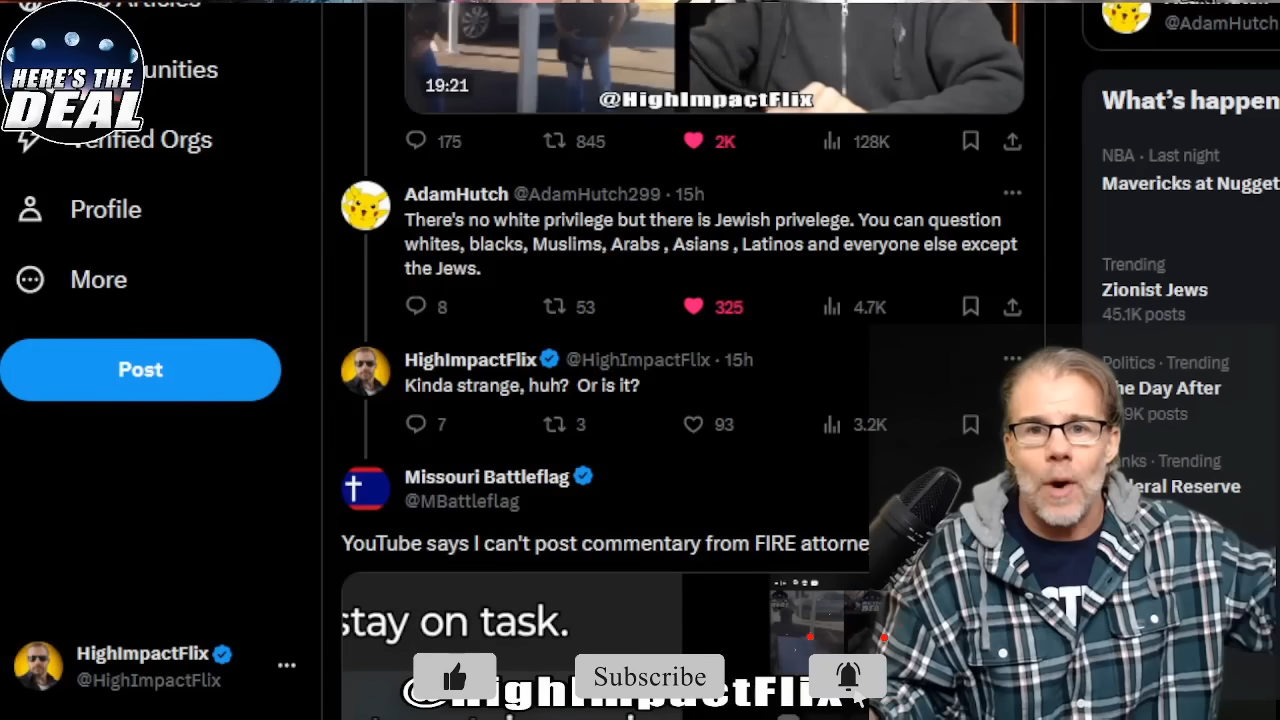 HERE'S THE
DEAL
Articles
unities
Verified Orgs
Profile
More
Post
HighImpactFlix
@HighImpactFlix
19:21
@HighImpactFlix
175 845 2K 128K
AdamHutch @AdamHutch299 · 15h
There's no white privilege but there is Jewish privelege. You can question
whites, blacks, Muslims, Arabs , Asians , Latinos and everyone else except
the Jews.
8 53 325 4.7K
HighImpactFlix @HighImpactFlix · 15h
Kinda strange, huh? Or is it?
7 3 93 3.2K
Missouri Battleflag
@MBattleflag
YouTube says I can't post commentary from FIRE attorne
stay on task.
Subscribe
@HighImpactFlix
@AdamHutch
What's happen
NBA · Last night
Mavericks at Nugget
Trending
Zionist Jews
45.1K posts
Politics · Trending
he Day After
9K posts
nks · Trending
deral Reserve